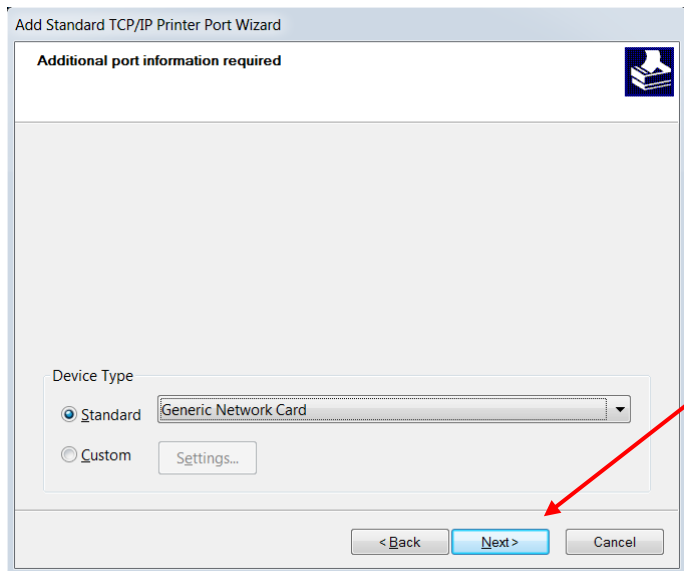 Add Standard TCP/IP Printer Port Wizard
Additional port information required
Device Type
Standard Generic Network Card
Custom Settings...
< Back Next > Cancel